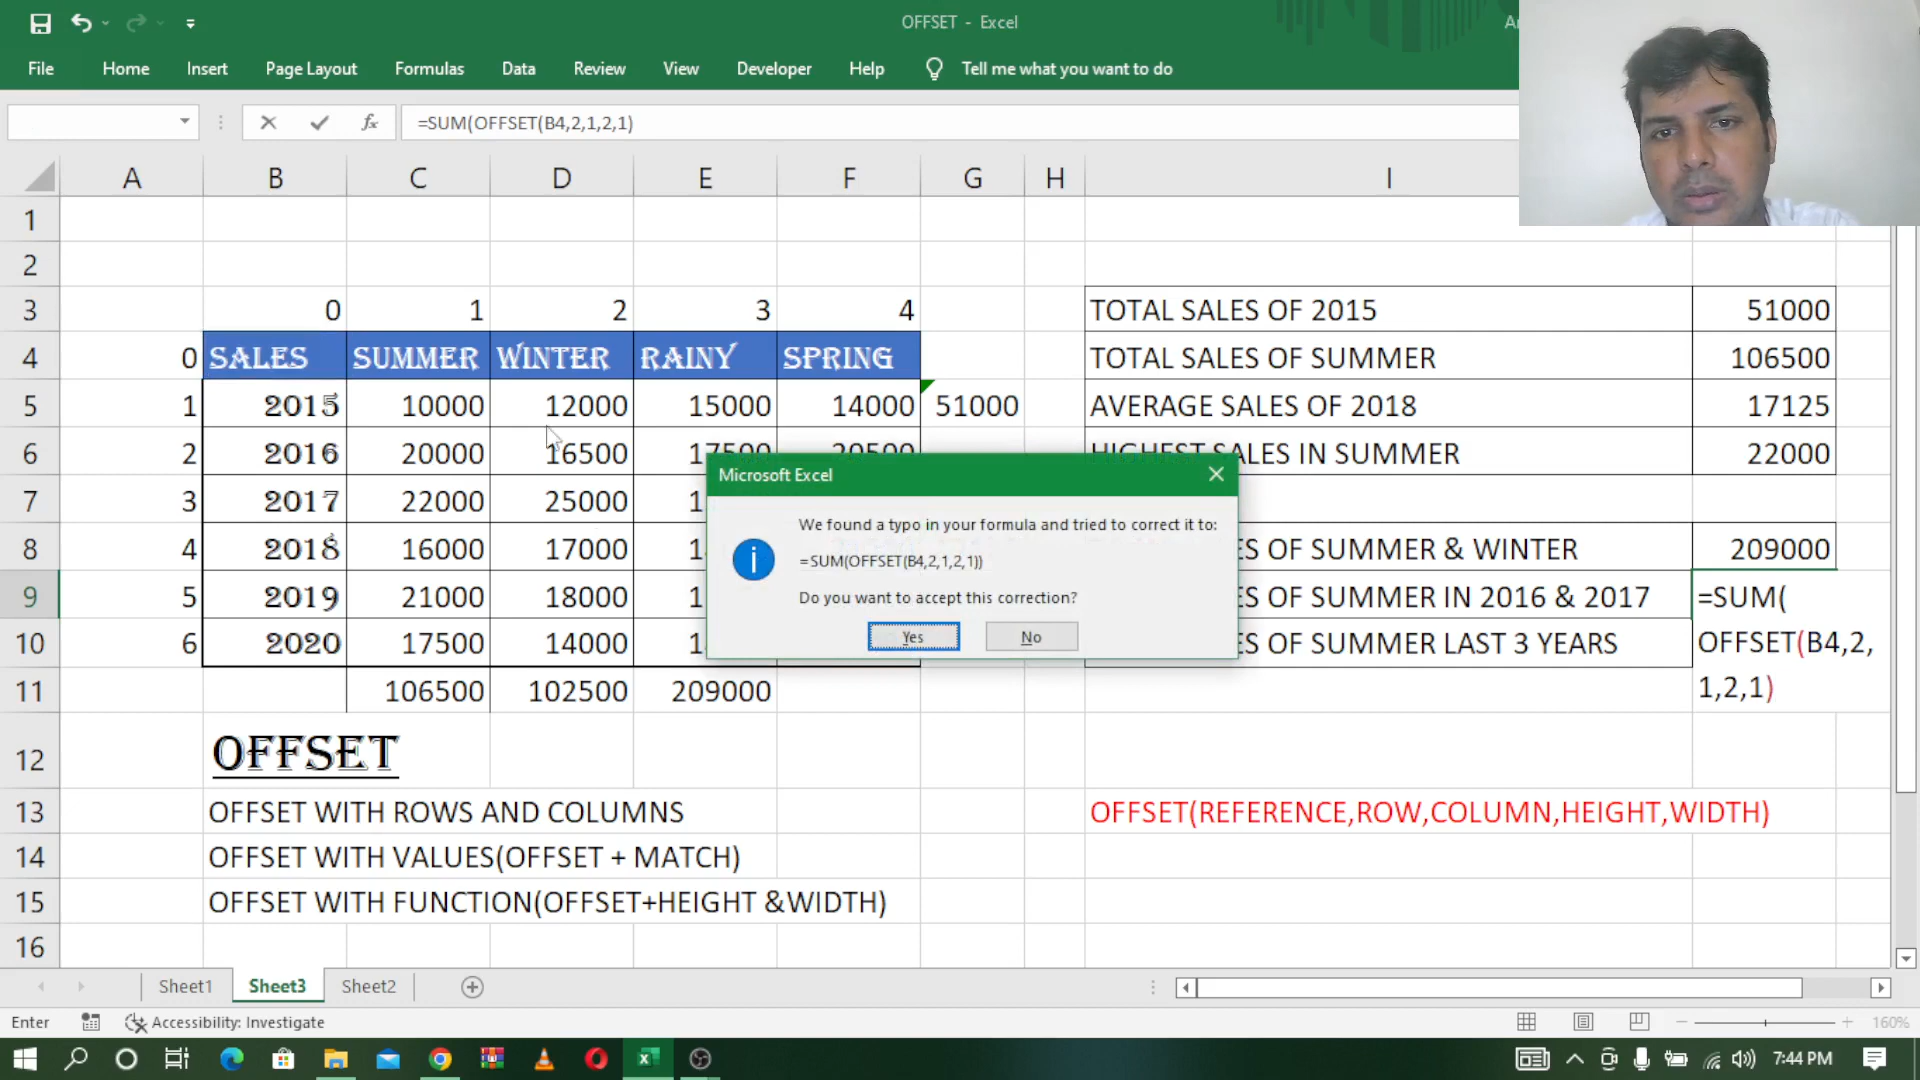 OFFSET - Excel
File Home Insert Page Layout Formulas Data Review View Developer Help Tell me what you want to do
fx =SUM(OFFSET(B4,2,1,2,1)
A B C D E F G H I
1
2
3 0 1 2 3 4 TOTAL SALES OF 2015 51000
4 0 SALES SUMMER WINTER RAINY SPRING TOTAL SALES OF SUMMER 106500
5 1 2015 10000 12000 15000 14000 51000 AVERAGE SALES OF 2018 17125
6 2 2016 20000 16500 17500 20500 HIGHEST SALES IN SUMMER 22000
7 3 2017 22000 25000
8 4 2018 16000 17000 ES OF SUMMER & WINTER 209000
9 5 2019 21000 18000 ES OF SUMMER IN 2016 & 2017 =SUM(
10 6 2020 17500 14000 ES OF SUMMER LAST 3 YEARS OFFSET(B4,2,
11 106500 102500 209000 1,2,1)
Microsoft Excel
We found a typo in your formula and tried to correct it to:
=SUM(OFFSET(B4,2,1,2,1))
Do you want to accept this correction?
Yes No
12 OFFSET
13 OFFSET WITH ROWS AND COLUMNS OFFSET(REFERENCE,ROW,COLUMN,HEIGHT,WIDTH)
14 OFFSET WITH VALUES(OFFSET + MATCH)
15 OFFSET WITH FUNCTION(OFFSET+HEIGHT &WIDTH)
16
Sheet1 Sheet3 Sheet2
Enter Accessibility: Investigate 160%
7:44 PM